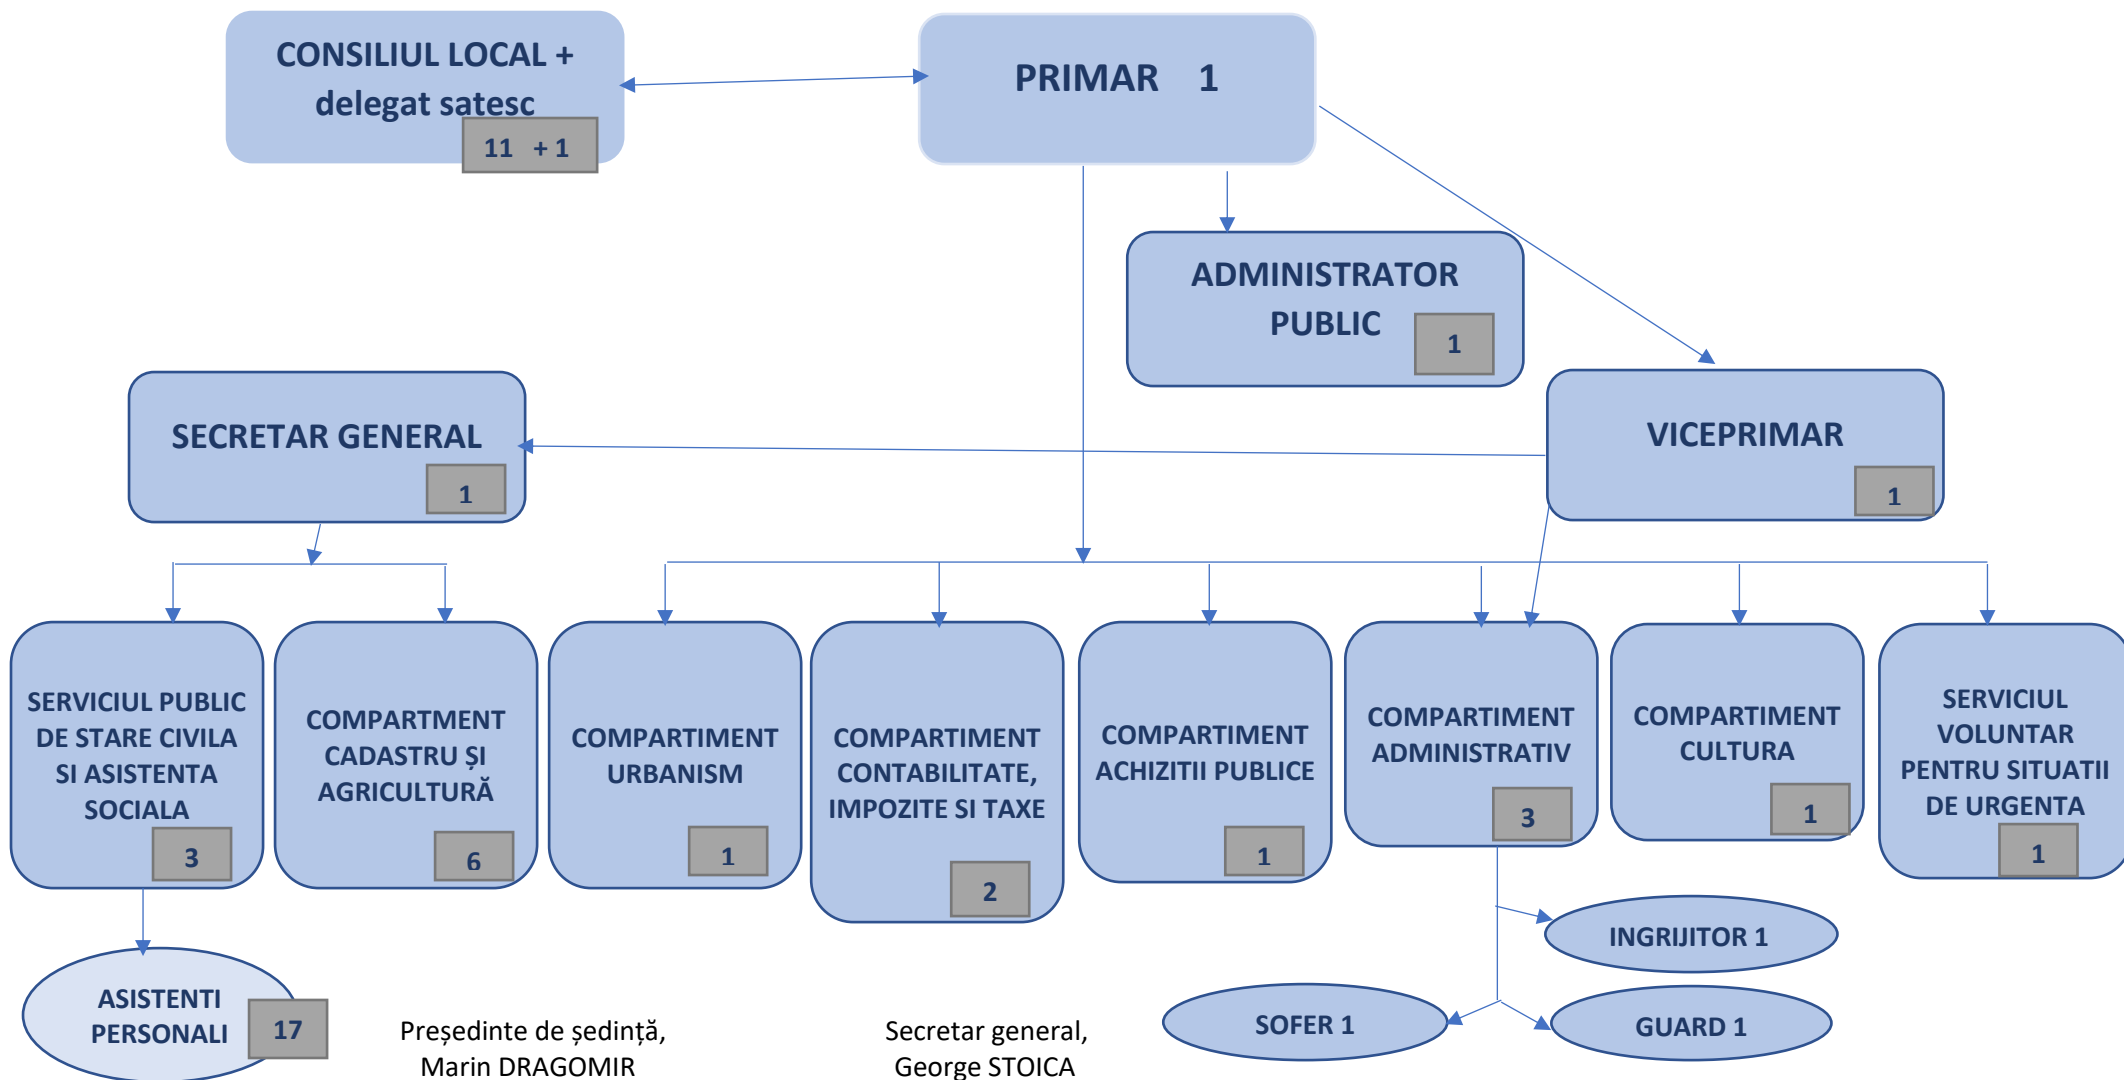 CONSILIUL LOCAL +
delegat satesc
11 + 1
PRIMAR 1
ADMINISTRATOR
PUBLIC
1
SECRETAR GENERAL
1
VICEPRIMAR
1
SERVICIUL PUBLIC
DE STARE CIVILA
SI ASISTENTA
SOCIALA
3
COMPARTMENT
CADASTRU ȘI
AGRICULTURĂ
6
COMPARTIMENT
URBANISM
1
COMPARTIMENT
CONTABILITATE,
IMPOZITE SI TAXE
2
COMPARTIMENT
ACHIZITII PUBLICE
1
COMPARTIMENT
ADMINISTRATIV
3
COMPARTIMENT
CULTURA
1
SERVICIUL
VOLUNTAR
PENTRU SITUATII
DE URGENTA
1
ASISTENTI
PERSONALI
17
INGRIJITOR 1
SOFER 1
GUARD 1
Președinte de ședință,
Marin DRAGOMIR
Secretar general,
George STOICA